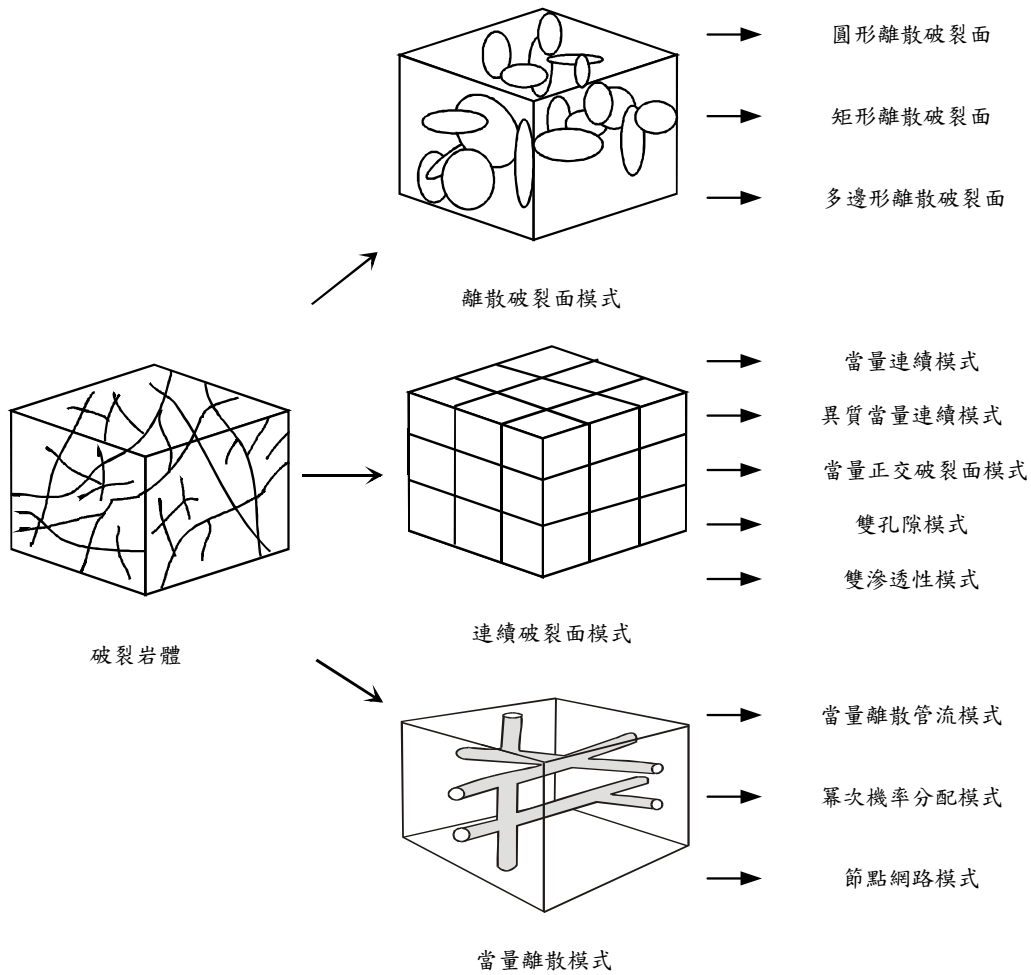 圓形離散破裂面
矩形離散破裂面
多邊形離散破裂面
離散破裂面模式
當量連續模式
異質當量連續模式
當量正交破裂面模式
雙孔隙模式
雙滲透性模式
連續破裂面模式
破裂岩體
當量離散管流模式
冪次機率分配模式
節點網路模式
當量離散模式